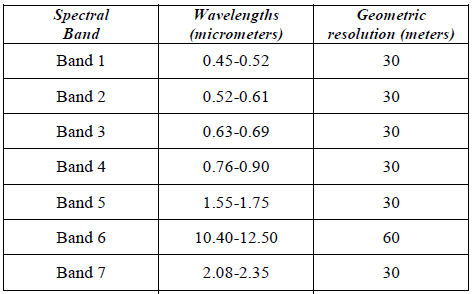 Spectral Wavelengths Geometric
Band (micrometers) resolution (meters)
Band 1 0.45-0.52 30
Band 2 0.52-0.61 30
Band 3 0.63-0.69 30
Band 4 0.76-0.90 30
Band 5 1.55-1.75 30
Band 6 10.40-12.50 60
Band 7 2.08-2.35 30